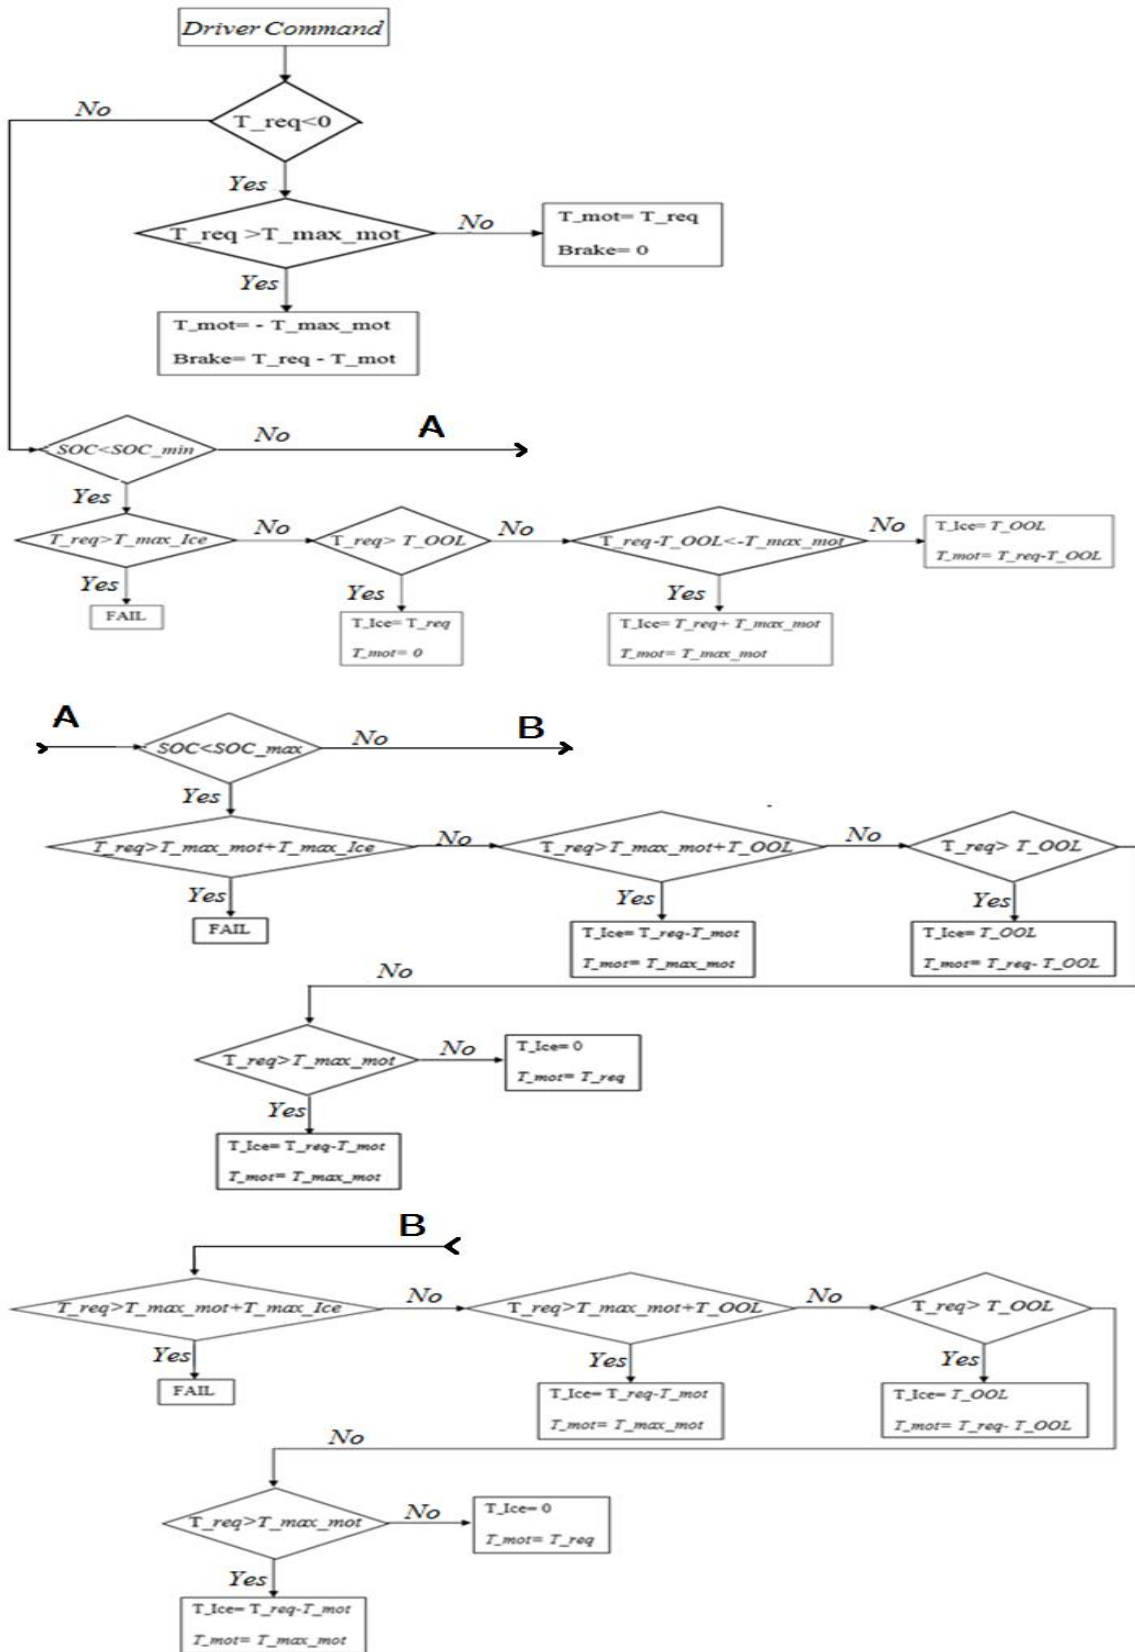 Driver Command
No
T_req<0
Yes
T_req >T_max_mot
No
T_mot= T_req
Brake= 0
Yes
T_mot= - T_max_mot
Brake= T_req - T_mot
SOC<SOC_min
No
A
Yes
T_req>T_max_Ice
No
T_req> T_OOL
No
T_req-T_OOL<-T_max_mot
No
T_Ice= T_OOL
T_mot= T_req-T_OOL
Yes
FAIL
Yes
T_Ice= T_req
T_mot= 0
Yes
T_Ice= T_req+ T_max_mot
T_mot= T_max_mot
A
SOC<SOC_max
No
B
Yes
T_req>T_max_mot+T_max_Ice
No
T_req>T_max_mot+T_OOL
No
T_req> T_OOL
Yes
FAIL
Yes
T_Ice= T_req-T_mot
T_mot= T_max_mot
Yes
T_Ice= T_OOL
T_mot= T_req- T_OOL
No
T_req>T_max_mot
No
T_Ice= 0
T_mot= T_req
Yes
T_Ice= T_req-T_mot
T_mot= T_max_mot
B
T_req>T_max_mot+T_max_Ice
No
T_req>T_max_mot+T_OOL
No
T_req> T_OOL
Yes
FAIL
Yes
T_Ice= T_req-T_mot
T_mot= T_max_mot
Yes
T_Ice= T_OOL
T_mot= T_req- T_OOL
No
T_req>T_max_mot
No
T_Ice= 0
T_mot= T_req
Yes
T_Ice= T_req-T_mot
T_mot= T_max_mot